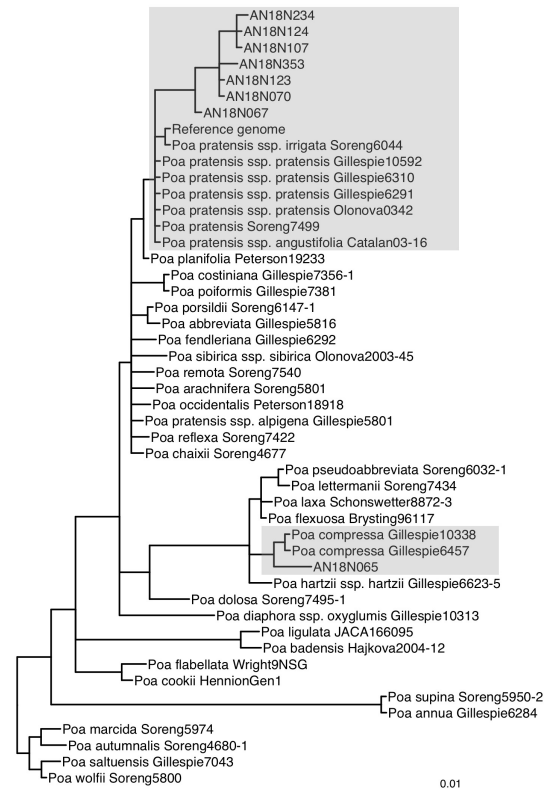 AN18N234
AN18N124
AN18N107
AN18N353
AN18N123
AN18N070
AN18N067
Reference genome
Poa pratensis ssp. irrigata Soreng6044
Poa pratensis ssp. pratensis Gillespie10592
Poa pratensis ssp. pratensis Gillespie6310
Poa pratensis ssp. pratensis Gillespie6291
Poa pratensis ssp. pratensis Olonova0342
Poa pratensis Soreng7499
Poa pratensis ssp. angustifolia Catalan03-16
Poa planifolia Peterson19233
Poa costiniana Gillespie7356-1
Poa poiformis Gillespie7381
Poa porsildii Soreng6147-1
Poa abbreviata Gillespie5816
Poa fendleriana Gillespie6292
Poa sibirica ssp. sibirica Olonova2003-45
Poa remota Soreng7540
Poa arachnifera Soreng5801
Poa occidentalis Peterson18918
Poa pratensis ssp. alpigena Gillespie5801
Poa reflexa Soreng7422
Poa chaixii Soreng4677
Poa pseudoabbreviata Soreng6032-1
Poa lettermanii Soreng7434
Poa laxa Schonswetter8872-3
Poa flexuosa Brysting96117
Poa compressa Gillespie10338
Poa compressa Gillespie6457
AN18N065
Poa hartzii ssp. hartzii Gillespie6623-5
Poa dolosa Soreng7495-1
Poa diaphora ssp. oxyglumis Gillespie10313
Poa ligulata JACA166095
Poa badensis Hajkova2004-12
Poa flabellata Wright9NSG
Poa cookii HennionGen1
Poa supina Soreng5950-2
Poa annua Gillespie6284
Poa marcida Soreng5974
Poa autumnalis Soreng4680-1
Poa saltuensis Gillespie7043
Poa wolfii Soreng5800
0.01